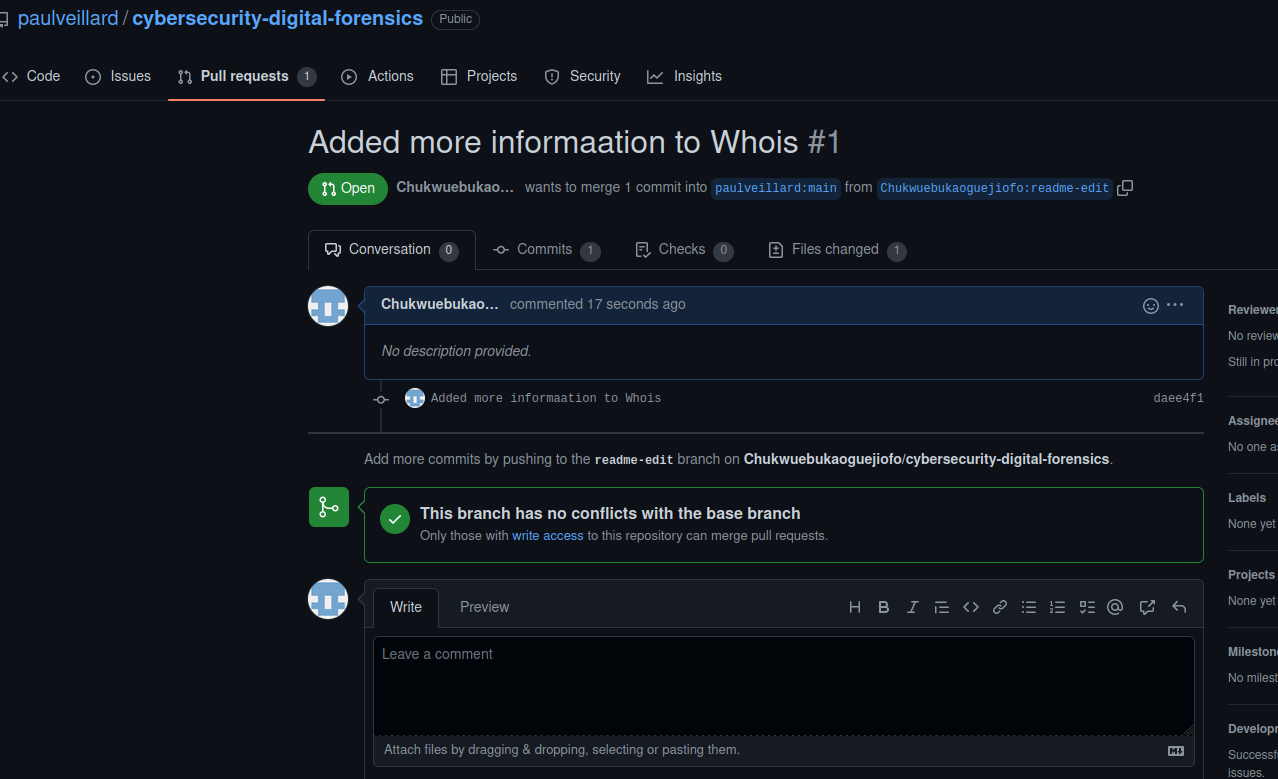 paulveillard / cybersecurity-digital-forensics Public
Code Issues Pull requests 1 Actions Projects Security Insights
Added more informaation to Whois #1
Open Chukwuebukao… wants to merge 1 commit into paulveillard:main from Chukwuebukaoguejiofo:readme-edit
Conversation 0 Commits 1 Checks 0 Files changed 1
Chukwuebukao… commented 17 seconds ago
No description provided.
Added more informaation to Whois daee4f1
Add more commits by pushing to the readme-edit branch on Chukwuebukaoguejiofo/cybersecurity-digital-forensics.
This branch has no conflicts with the base branch
Only those with write access to this repository can merge pull requests.
Write Preview
Leave a comment
Attach files by dragging & dropping, selecting or pasting them.
Reviewer
No review
Still in pro
Assignee
No one as
Labels
None yet
Projects
None yet
Mileston
No milest
Developr
Successf
issues.